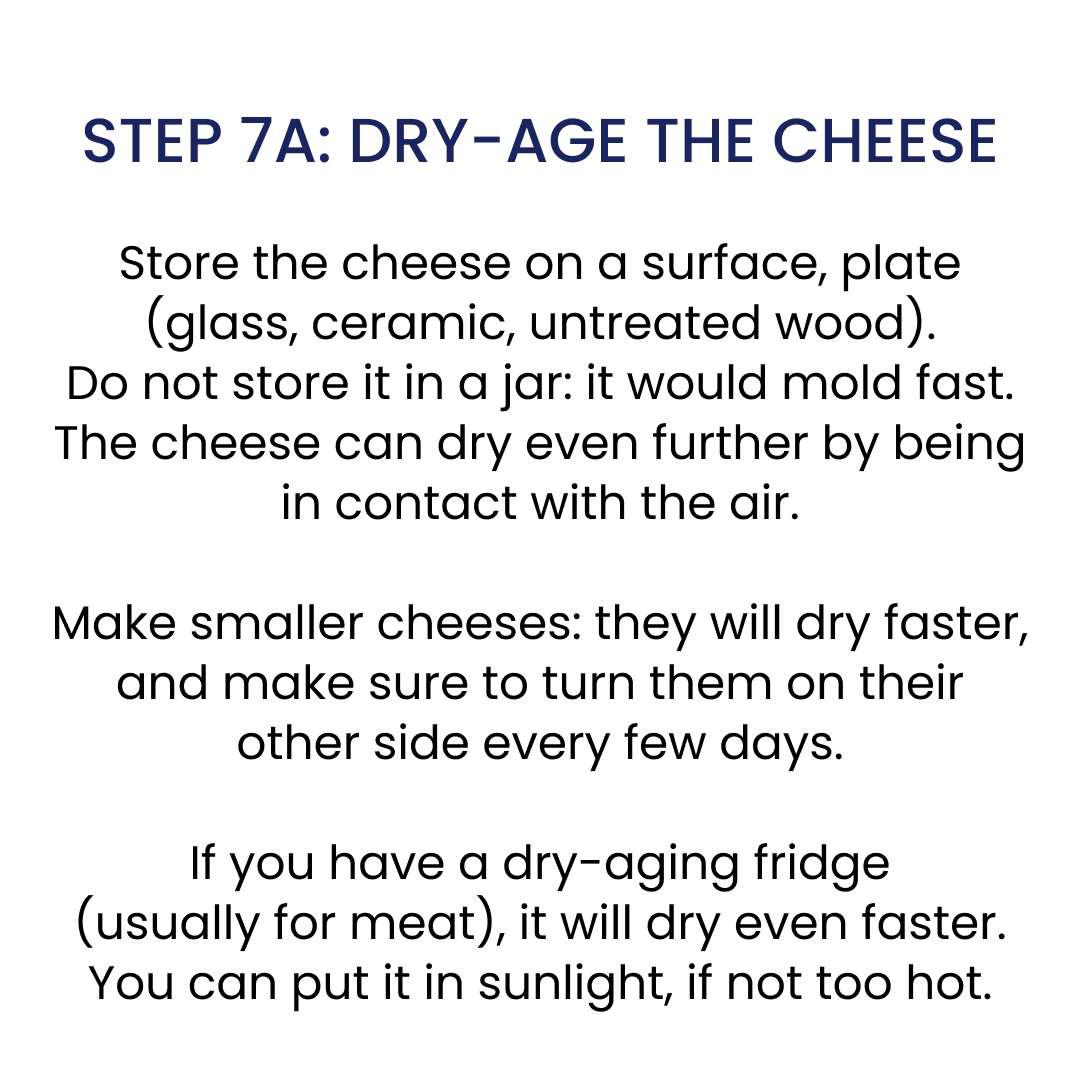 STEP 7A: DRY-AGE THE CHEESE
Store the cheese on a surface, plate
(glass, ceramic, untreated wood).
Do not store it in a jar: it would mold fast.
The cheese can dry even further by being
in contact with the air.
Make smaller cheeses: they will dry faster,
and make sure to turn them on their
other side every few days.
If you have a dry-aging fridge
(usually for meat), it will dry even faster.
You can put it in sunlight, if not too hot.